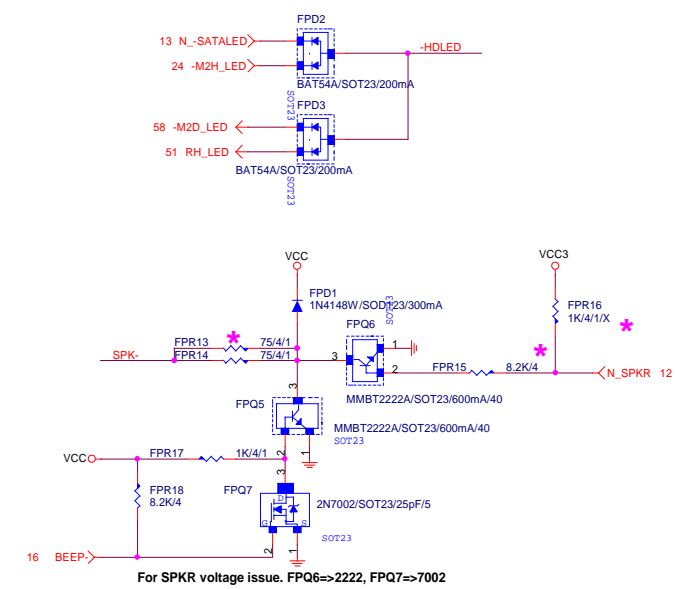 FPD2
13 N_-SATALED
-HDLED
24 -M2H_LED
BAT54A/SOT23/200mA
SOT23
FPD3
58 -M2D_LED
51 RH_LED
BAT54A/SOT23/200mA
SOT23
VCC
VCC3
FPD1
1N4148W/SOD123/300mA
SOT23
FPR16
1K/4/1/X
*
FPQ6
FPR13
*
75/4/1
1
*
SPK-
FPR14
75/4/1
3
2
FPR15
8.2K/4
N_SPKR 12
3
FPQ5
MMBT2222A/SOT23/600mA/40
MMBT2222A/SOT23/600mA/40
SOT23
2
1
VCC
FPR17
1K/4/1
3
FPR18
8.2K/4
FPQ7
D
2N7002/SOT23/25pF/5
G
S
SOT23
2
1
16 BEEP-
For SPKR voltage issue. FPQ6=>2222, FPQ7=>7002